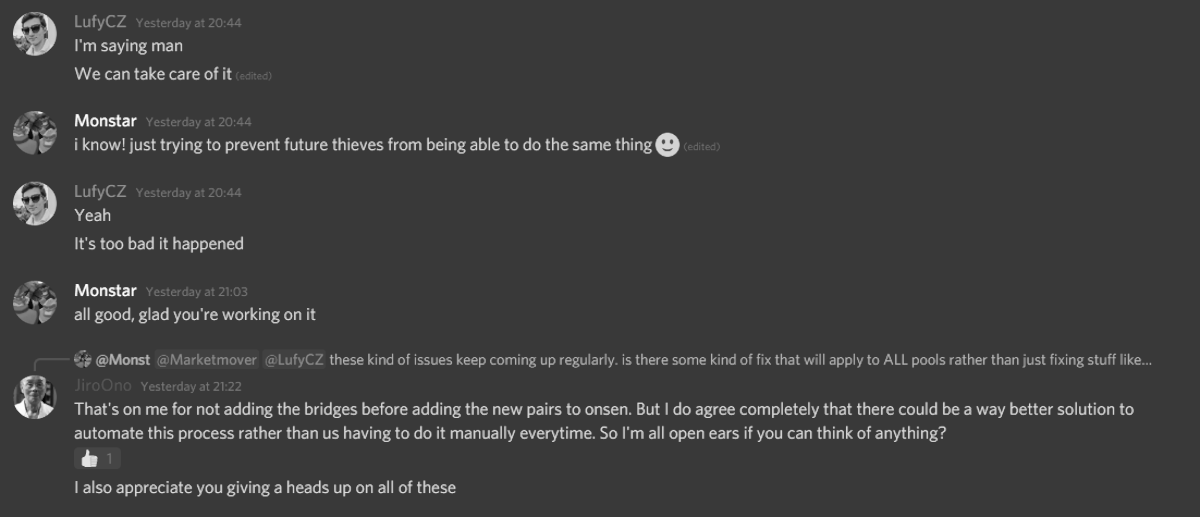 LufyCZ Yesterday at 20:44
I'm saying man
We can take care of it (edited)
Monstar Yesterday at 20:44
i know! just trying to prevent future thieves from being able to do the same thing (edited)
LufyCZ Yesterday at 20:44
Yeah
It's too bad it happened
Monstar Yesterday at 21:03
all good, glad you're working on it
@Monst @Marketmover @LufyCZ these kind of issues keep coming up regularly. is there some kind of fix that will apply to ALL pools rather than just fixing stuff like...
JiroOno Yesterday at 21:22
That's on me for not adding the bridges before adding the new pairs to onsen. But I do agree completely that there could be a way better solution to
automate this process rather than us having to do it manually everytime. So I'm all open ears if you can think of anything?
1
I also appreciate you giving a heads up on all of these